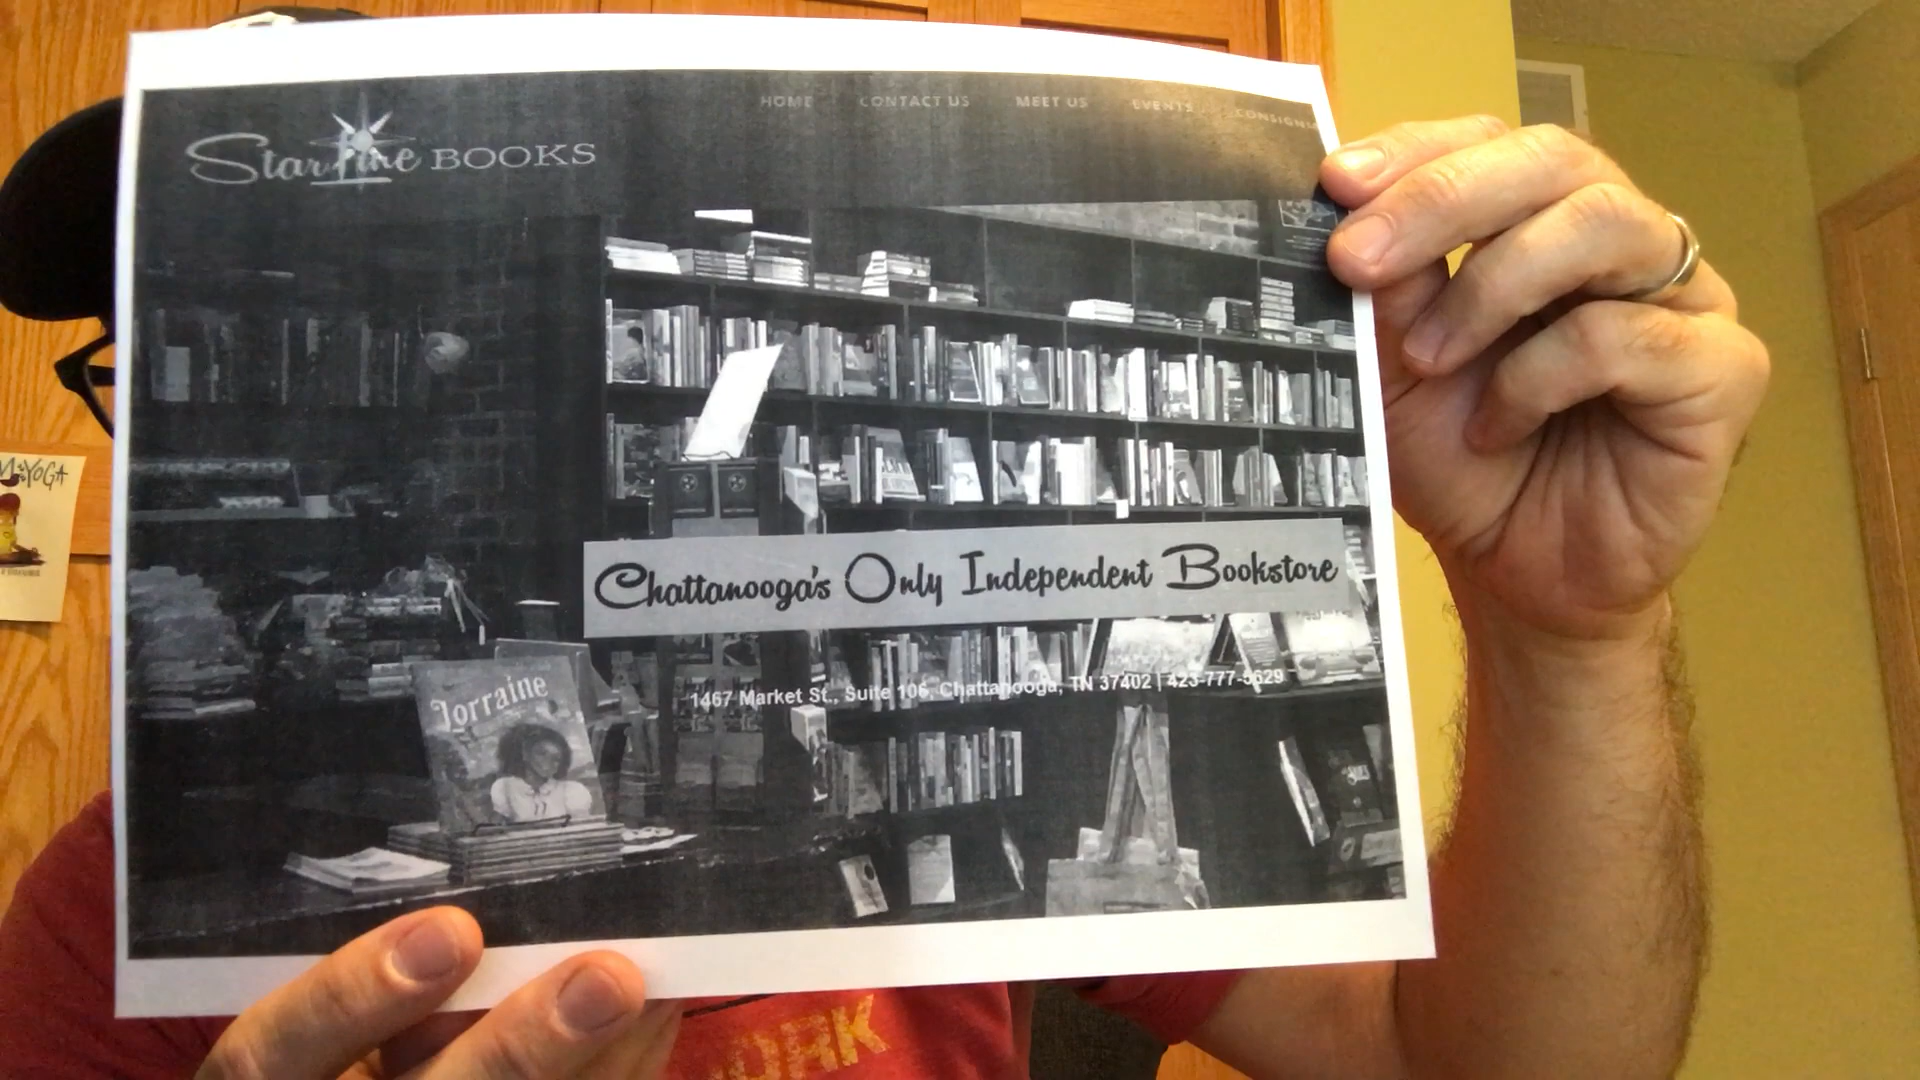 HOME CONTACT US MEET US EVENTS
StarLine BOOKS
Chattanooga's Only Independent Bookstore
1467 Market St., Suite 106, Chattanooga, TN 37402 | 423-777-5629
Lorraine
YOGA
ORK